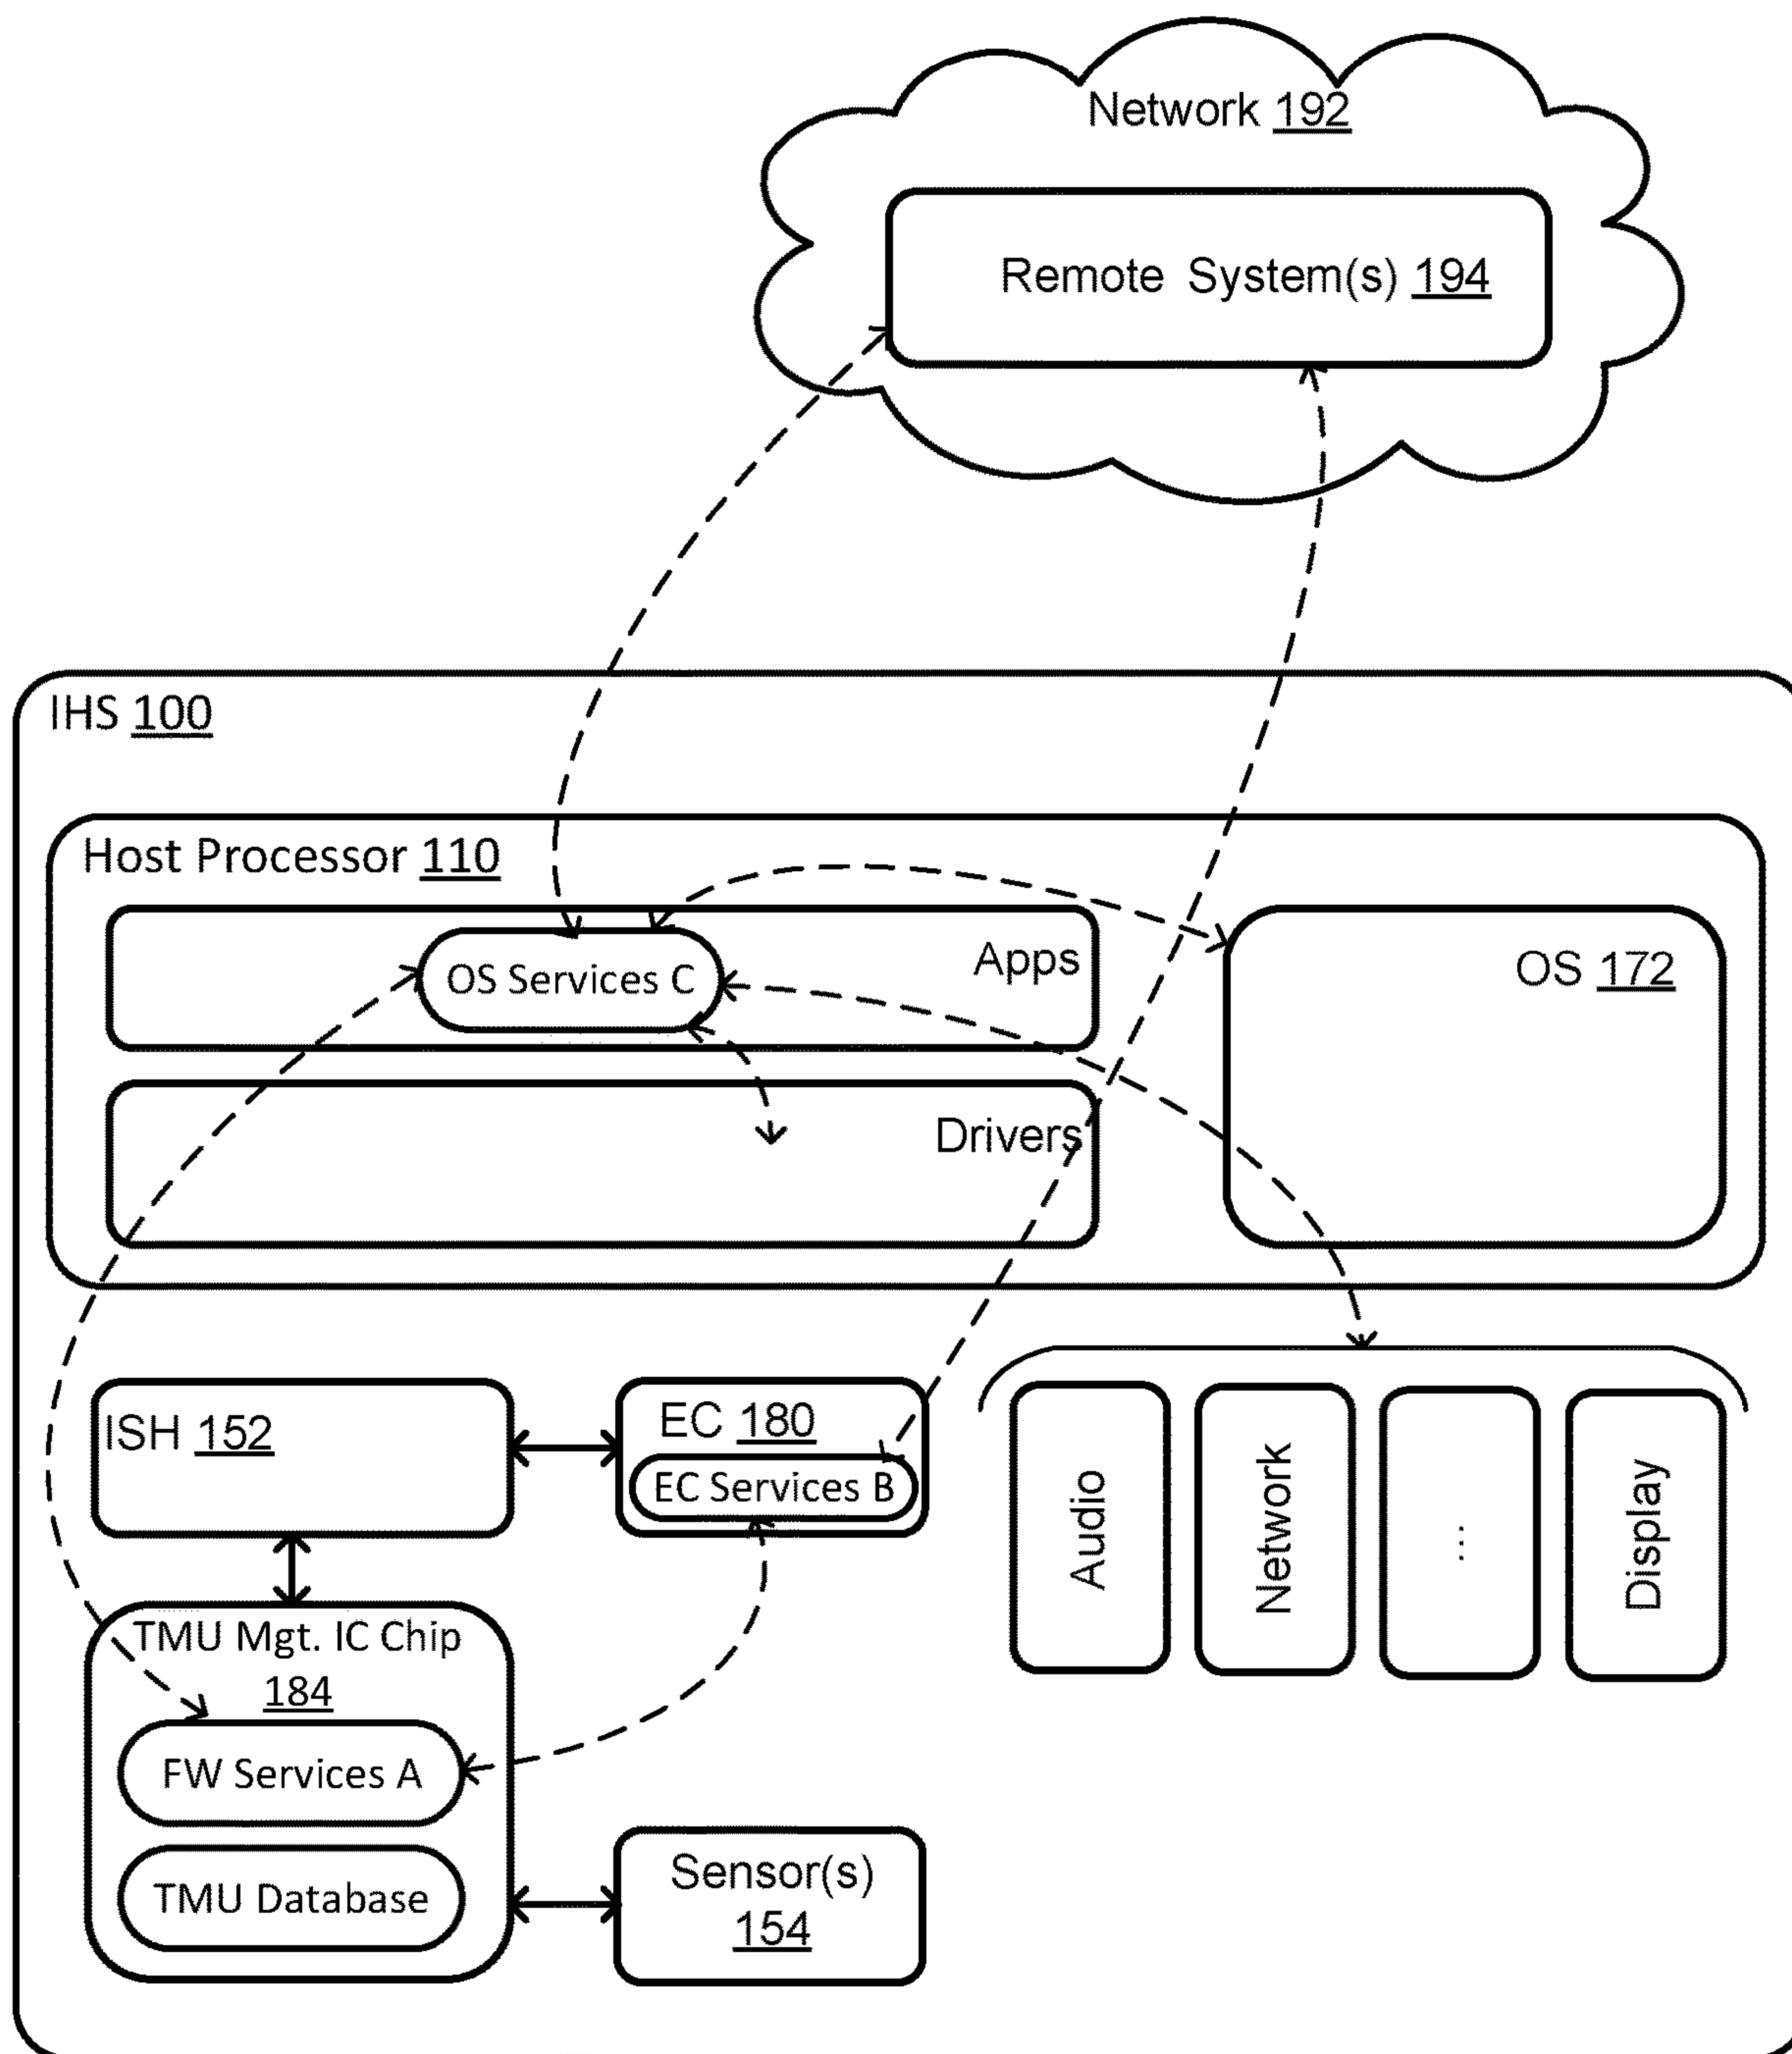 Network 192
Remote System(s) 194
IHS 100
Host Processor 110
OS Services C
Apps
OS 172
Drivers
ISH 152
EC 180
EC Services B
Audio
Network
...
Display
TMU Mgt. IC Chip
184
FW Services A
TMU Database
Sensor(s)
154